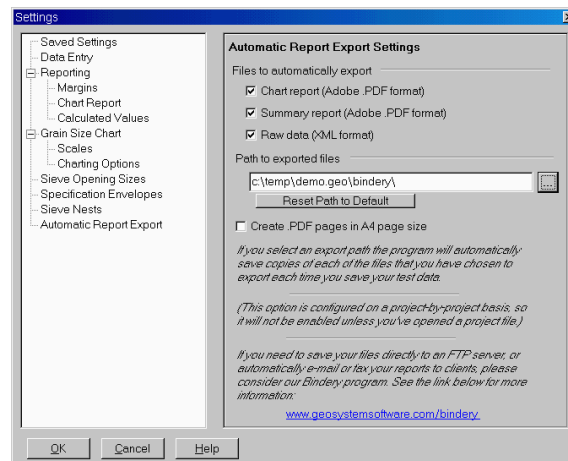 Settings
Saved Settings
Data Entry
Reporting
Margins
Chart Report
Calculated Values
Grain Size Chart
Scales
Charting Options
Sieve Opening Sizes
Specification Envelopes
Sieve Nests
Automatic Report Export
Automatic Report Export Settings
Files to automatically export
Chart report (Adobe .PDF format)
Summary report (Adobe .PDF format)
Raw data (XML format)
Path to exported files
c:\temp\demo.geo\bindery\
...
Reset Path to Default
Create .PDF pages in A4 page size
If you select an export path the program will automatically
save copies of each of the files that you have chosen to
export each time you save your test data.
(This option is configured on a project-by-project basis, so
it will not be enabled unless you've opened a project file.)
If you need to save your files directly to an FTP server, or
automatically e-mail or fax your reports to clients, please
consider our Bindery program. See the link below for more
information:
www.geosystemsoftware.com/bindery
OK
Cancel
Help